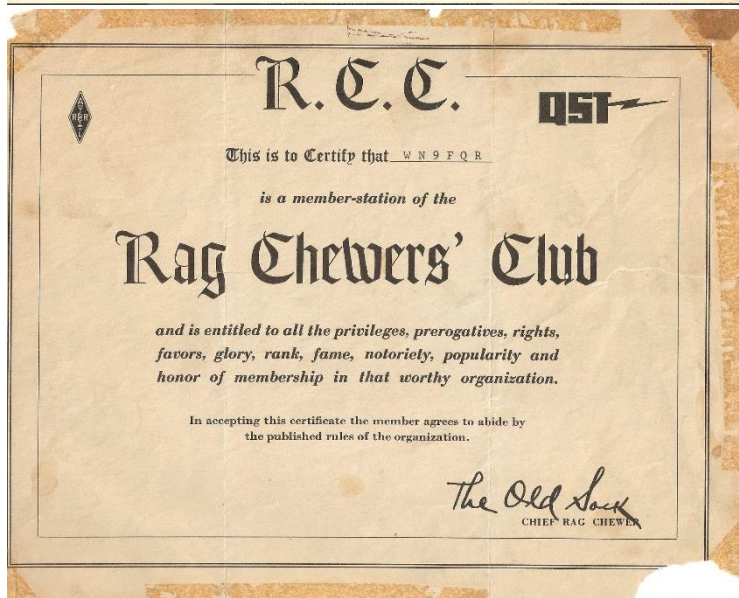 R.C.C.
QST
This is to Certify that WN9FQR
is a member-station of the
Rag Chewers' Club
and is entitled to all the privileges, prerogatives, rights,
favors, glory, rank, fame, notoriety, popularity and
honor of membership in that worthy organization.
In accepting this certificate the member agrees to abide by
the published rules of the organization.
The Old Sock
CHIEF RAG CHEWER